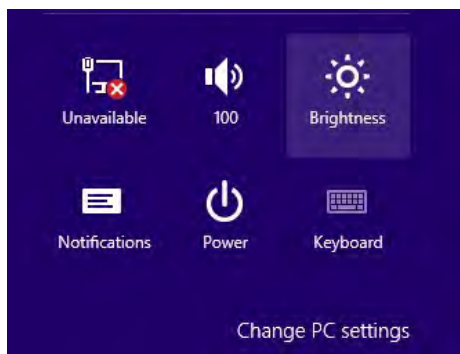 Unavailable 100 Brightness
Notifications Power Keyboard
Change PC settings